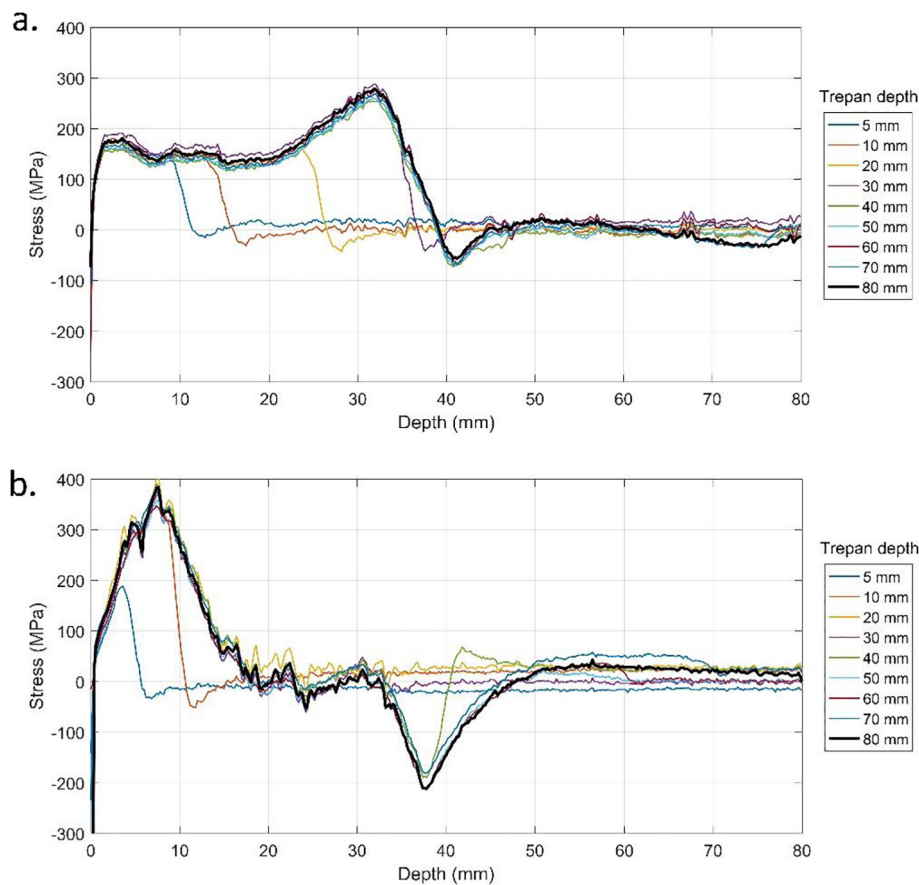 a.
400
300
200
100
0
-100
-200
-300
Stress (MPa)
0 10 20 30 40 50 60 70 80
Depth (mm)
Trepan depth
5 mm
10 mm
20 mm
30 mm
40 mm
50 mm
60 mm
70 mm
80 mm
b.
400
300
200
100
0
-100
-200
-300
Stress (MPa)
0 10 20 30 40 50 60 70 80
Depth (mm)
Trepan depth
5 mm
10 mm
20 mm
30 mm
40 mm
50 mm
60 mm
70 mm
80 mm